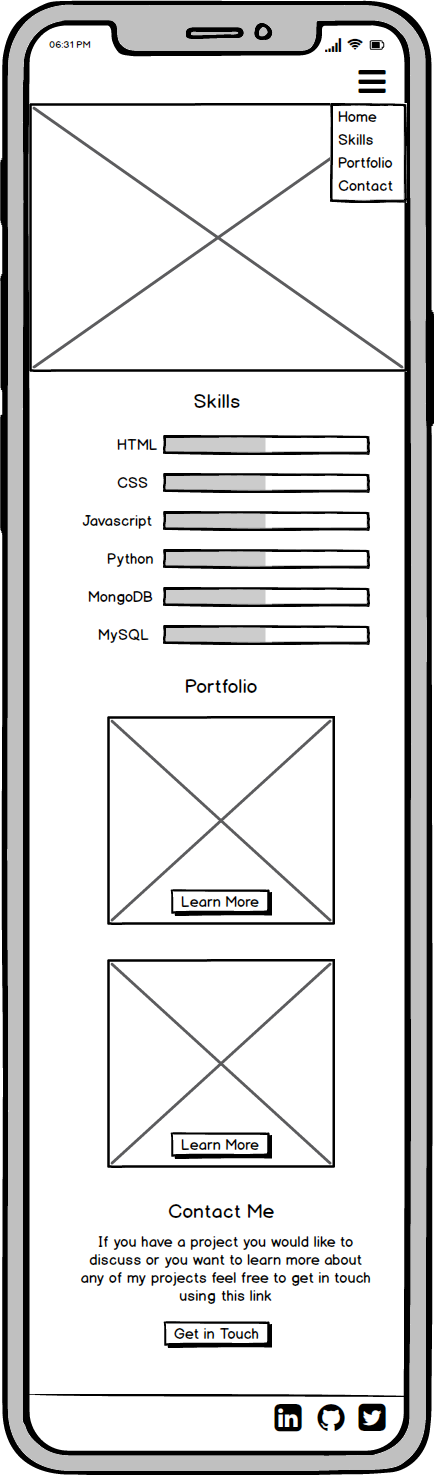 06:31 PM
Home
Skills
Portfolio
Contact
Skills
HTML
CSS
Javascript
Python
MongoDB
MySQL
Portfolio
Learn More
Learn More
Contact Me
If you have a project you would like to
discuss or you want to learn more about
any of my projects feel free to get in touch
using this link
Get in Touch
in